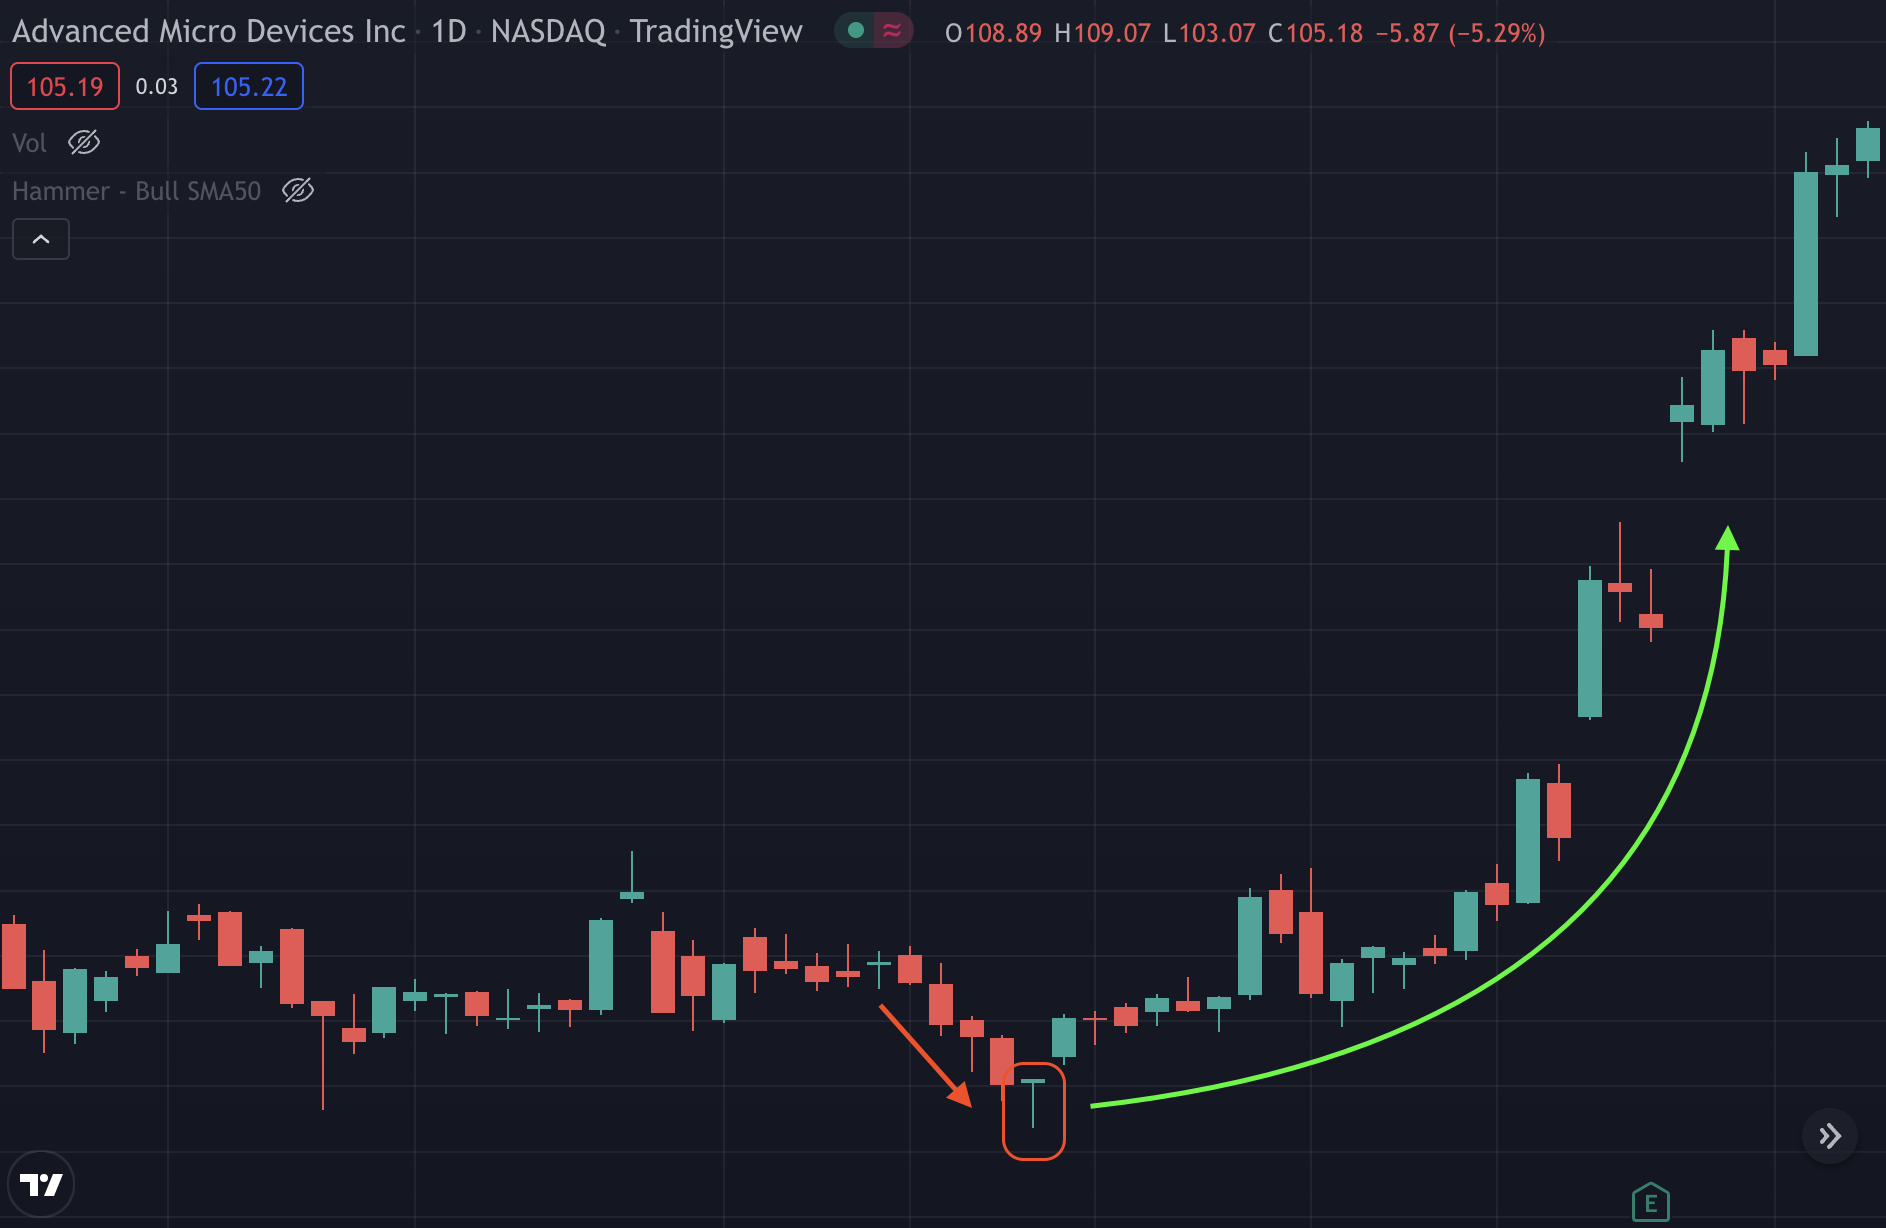 Advanced Micro Devices Inc · 1D · NASDAQ · TradingView O108.89 H109.07 L103.07 C105.18 −5.87 (−5.29%)
105.19 0.03 105.22
Vol
Hammer - Bull SMA50
E